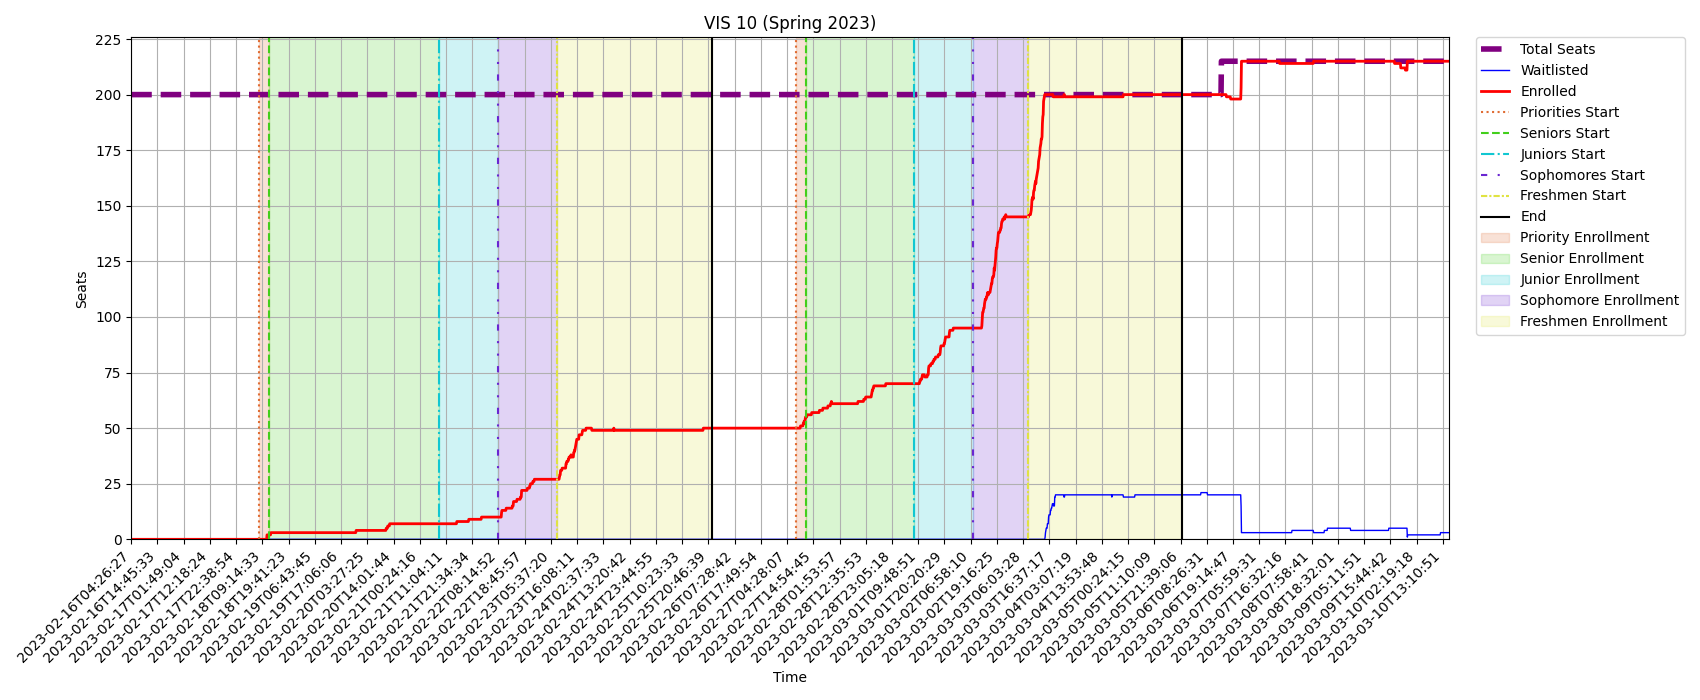 VIS 10 (Spring 2023)
225
200
175
150
125
100
75
50
25
0
Seats
2023-02-16T04:26:27
2023-02-16T14:45:33
2023-02-17T01:49:04
2023-02-17T12:18:24
2023-02-17T22:38:54
2023-02-18T09:14:33
2023-02-18T19:41:23
2023-02-19T06:43:45
2023-02-19T17:06:06
2023-02-20T03:27:25
2023-02-20T14:01:44
2023-02-21T00:24:16
2023-02-21T11:04:11
2023-02-21T21:34:34
2023-02-22T08:14:52
2023-02-22T18:45:57
2023-02-23T05:37:20
2023-02-23T16:08:11
2023-02-24T02:37:33
2023-02-24T13:20:42
2023-02-24T23:44:55
2023-02-25T10:23:33
2023-02-25T20:46:39
2023-02-26T07:28:42
2023-02-26T17:49:54
2023-02-27T04:28:07
2023-02-27T14:54:45
2023-02-28T01:53:57
2023-02-28T12:35:53
2023-02-28T23:05:18
2023-03-01T09:48:51
2023-03-01T20:20:29
2023-03-02T06:58:10
2023-03-02T19:16:25
2023-03-03T06:03:28
2023-03-03T16:37:17
2023-03-04T03:07:19
2023-03-04T13:53:48
2023-03-05T00:24:15
2023-03-05T11:10:09
2023-03-05T21:39:06
2023-03-06T08:26:31
2023-03-06T19:14:47
2023-03-07T05:59:31
2023-03-07T16:32:16
2023-03-08T07:58:41
2023-03-08T18:32:01
2023-03-09T05:11:51
2023-03-09T15:44:42
2023-03-10T02:19:18
2023-03-10T13:10:51
Time
Total Seats
Waitlisted
Enrolled
Priorities Start
Seniors Start
Juniors Start
Sophomores Start
Freshmen Start
End
Priority Enrollment
Senior Enrollment
Junior Enrollment
Sophomore Enrollment
Freshmen Enrollment